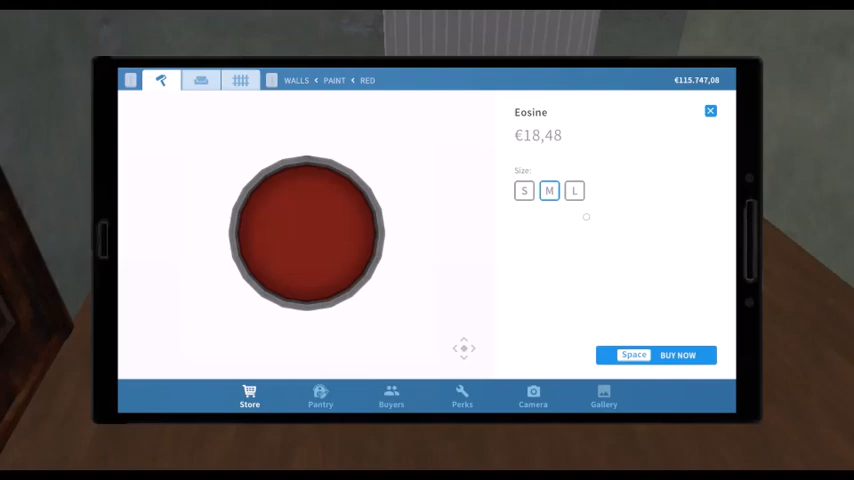 WALLS < PAINT < RED
€115.747,08
Eosine
€18,48
Size:
S M L
Space BUY NOW
Store Pantry Buyers Perks Camera Gallery